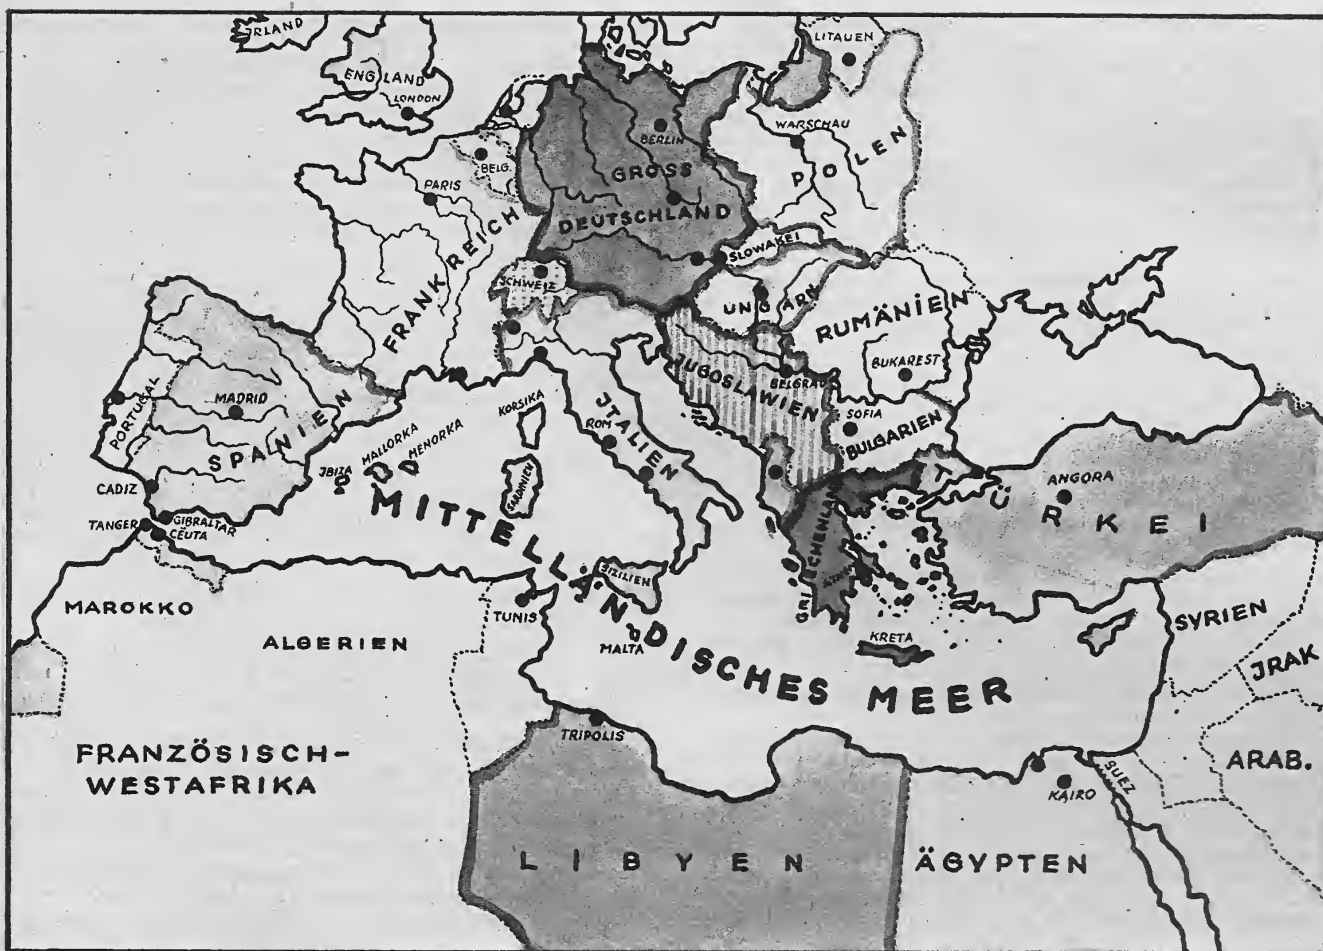 JRLAND
ENGLAND
LONDON
LITAUEN
WARSCHAU
POLEN
BERLIN
GROSS
DEUTSCHLAND
BELG.
PARIS
FRANKREICH
SLOWAKEI
SCHWEIZ
UNGARN
RUMÄNIEN
BUKAREST
JUGOSLAWIEN
BELGRAD
SOFIA
BULGARIEN
PORTUGAL
MADRID
SPANIEN
KORSIKA
JTALIEN
ROM
MALLORKA
MENORKA
JBIZA
SARDINIEN
CADIZ
GIBRALTAR
TANGER
CËUTA
ANGORA
TÜRKEI
GRIECHENLAND
ATHEN
SIZILIEN
MITTELLÄNDISCHES MEER
MAROKKO
ALGERIEN
TUNIS
MALTA
KRETA
SYRIEN
JRAK
ARAB.
FRANZÖSISCH-
WESTAFRIKA
TRIPOLIS
LIBYEN
ÄGYPTEN
KAIRO
SUEZ